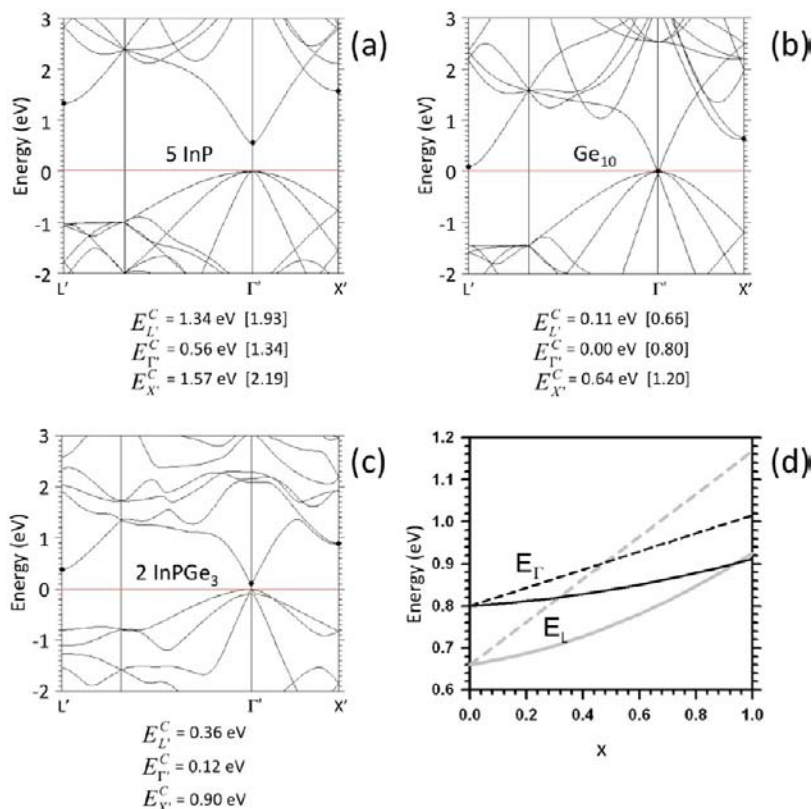 (a)
3
2
1
0
-1
-2
Energy (eV)
5 InP
L' Γ' X'
E^C_L' = 1.34 eV [1.93]
E^C_Γ' = 0.56 eV [1.34]
E^C_X' = 1.57 eV [2.19]
(b)
3
2
1
0
-1
-2
Energy (eV)
Ge₁₀
L' Γ' X'
E^C_L' = 0.11 eV [0.66]
E^C_Γ' = 0.00 eV [0.80]
E^C_X' = 0.64 eV [1.20]
(c)
3
2
1
0
-1
-2
Energy (eV)
2 InPGe₃
L' Γ' X'
E^C_L' = 0.36 eV
E^C_Γ' = 0.12 eV
E^C_X' = 0.90 eV
(d)
1.2
1.1
1.0
0.9
0.8
0.7
0.6
Energy (eV)
E_Γ
E_L
0.0 0.2 0.4 0.6 0.8 1.0
x